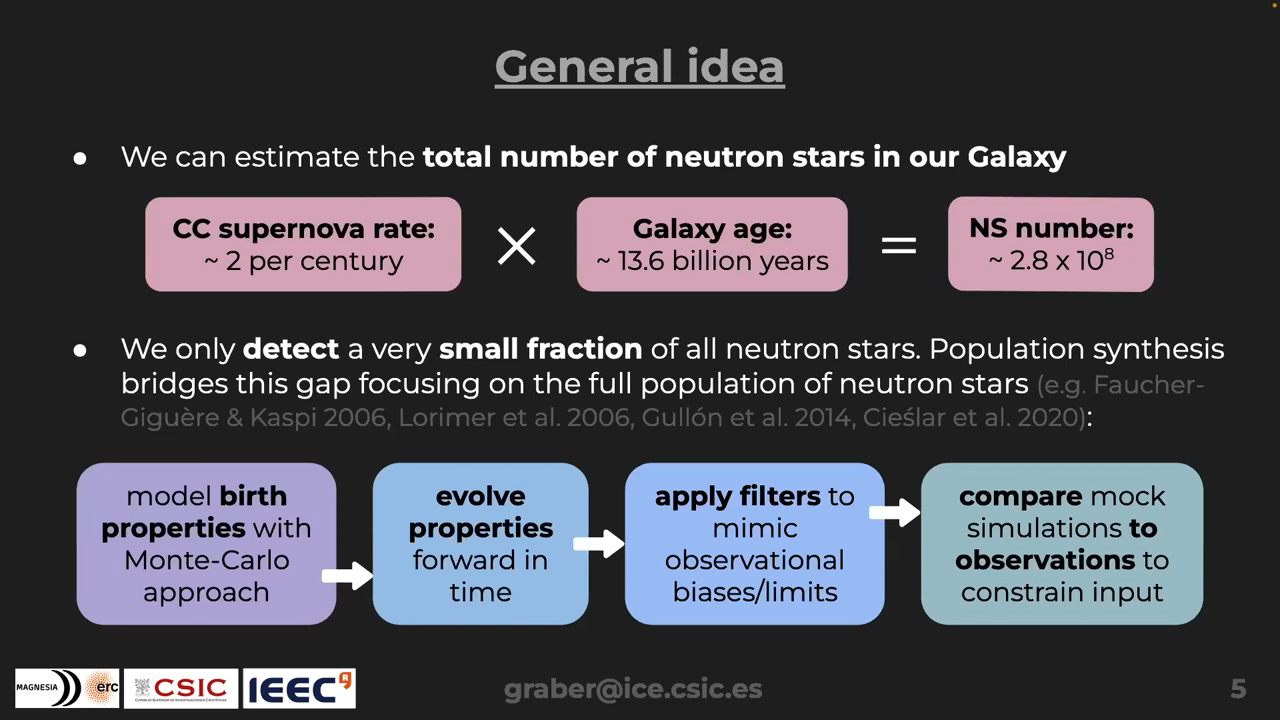 General idea
● We can estimate the total number of neutron stars in our Galaxy
CC supernova rate:
~ 2 per century
×
Galaxy age:
~ 13.6 billion years
=
NS number:
~ 2.8 x 10⁸
● We only detect a very small fraction of all neutron stars. Population synthesis
bridges this gap focusing on the full population of neutron stars (e.g. Faucher-
Giguère & Kaspi 2006, Lorimer et al. 2006, Gullón et al. 2014, Cieślar et al. 2020):
model birth
properties with
Monte-Carlo
approach
evolve
properties
forward in
time
apply filters to
mimic
observational
biases/limits
compare mock
simulations to
observations to
constrain input
MAGNESIA
erc
CSIC
CONSEJO SUPERIOR DE INVESTIGACIONES CIENTÍFICAS
IEEC
graber@ice.csic.es
5